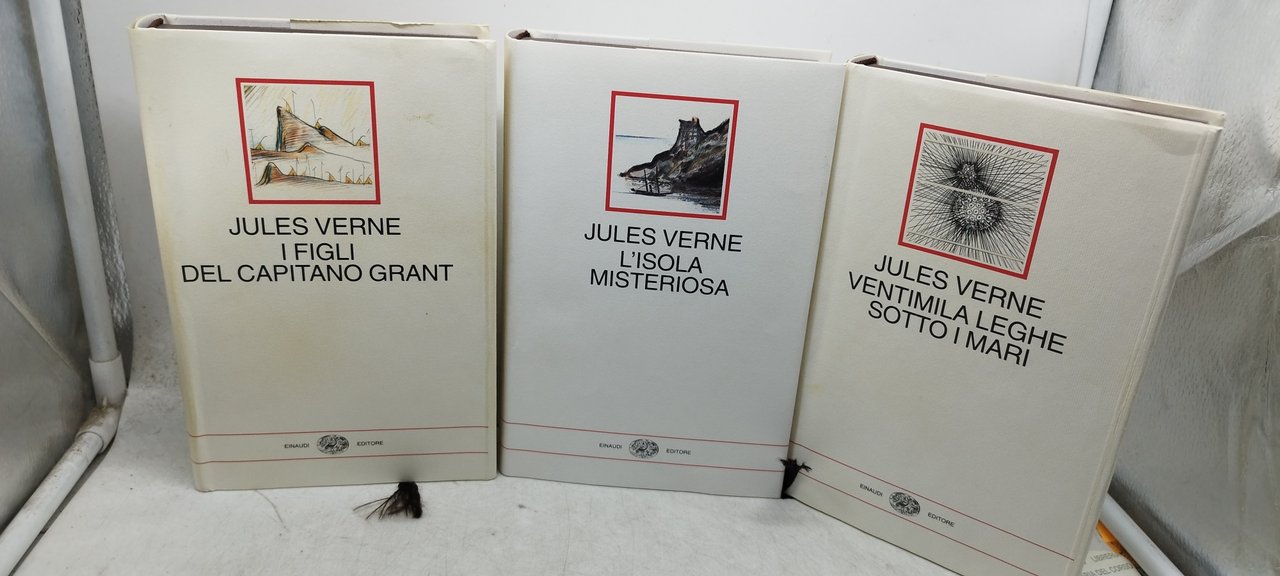 JULES VERNE
I FIGLI
DEL CAPITANO GRANT
EINAUDI EDITORE
JULES VERNE
L'ISOLA
MISTERIOSA
EINAUDI EDITORE
JULES VERNE
VENTIMILA LEGHE
SOTTO I MARI
EINAUDI EDITORE